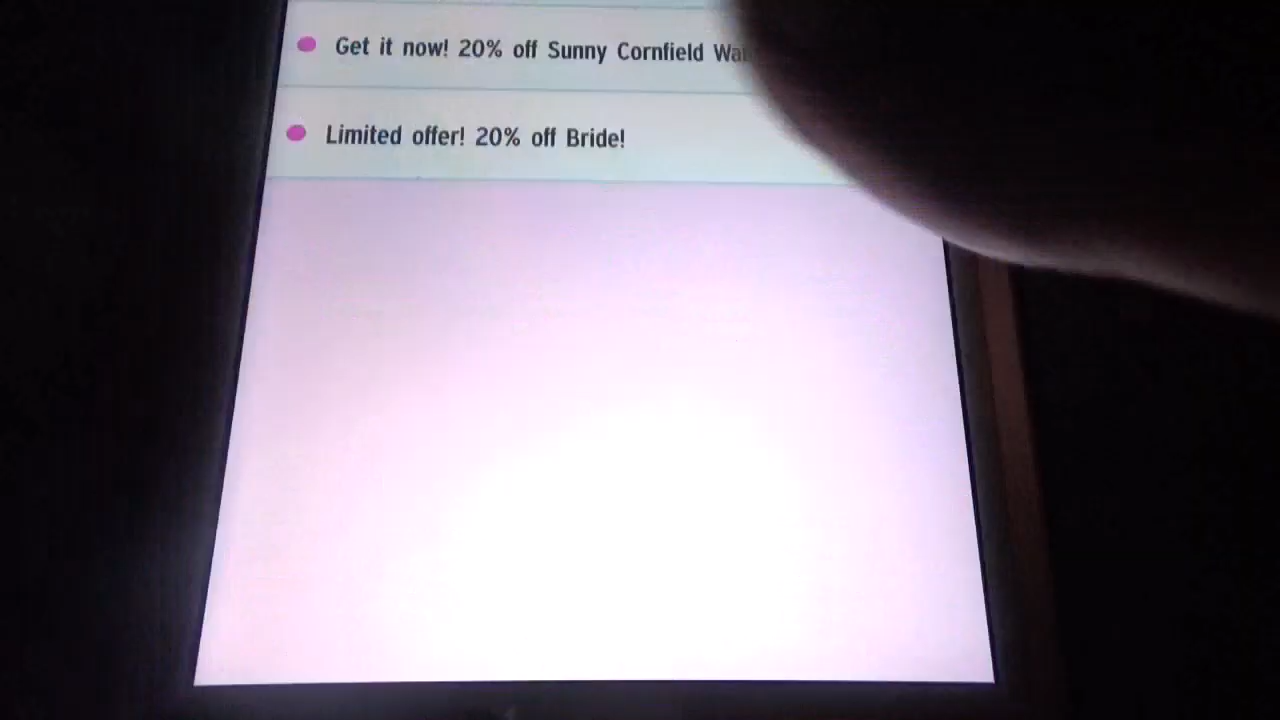 Get it now! 20% off Sunny Cornfield
Limited offer! 20% off Bride!